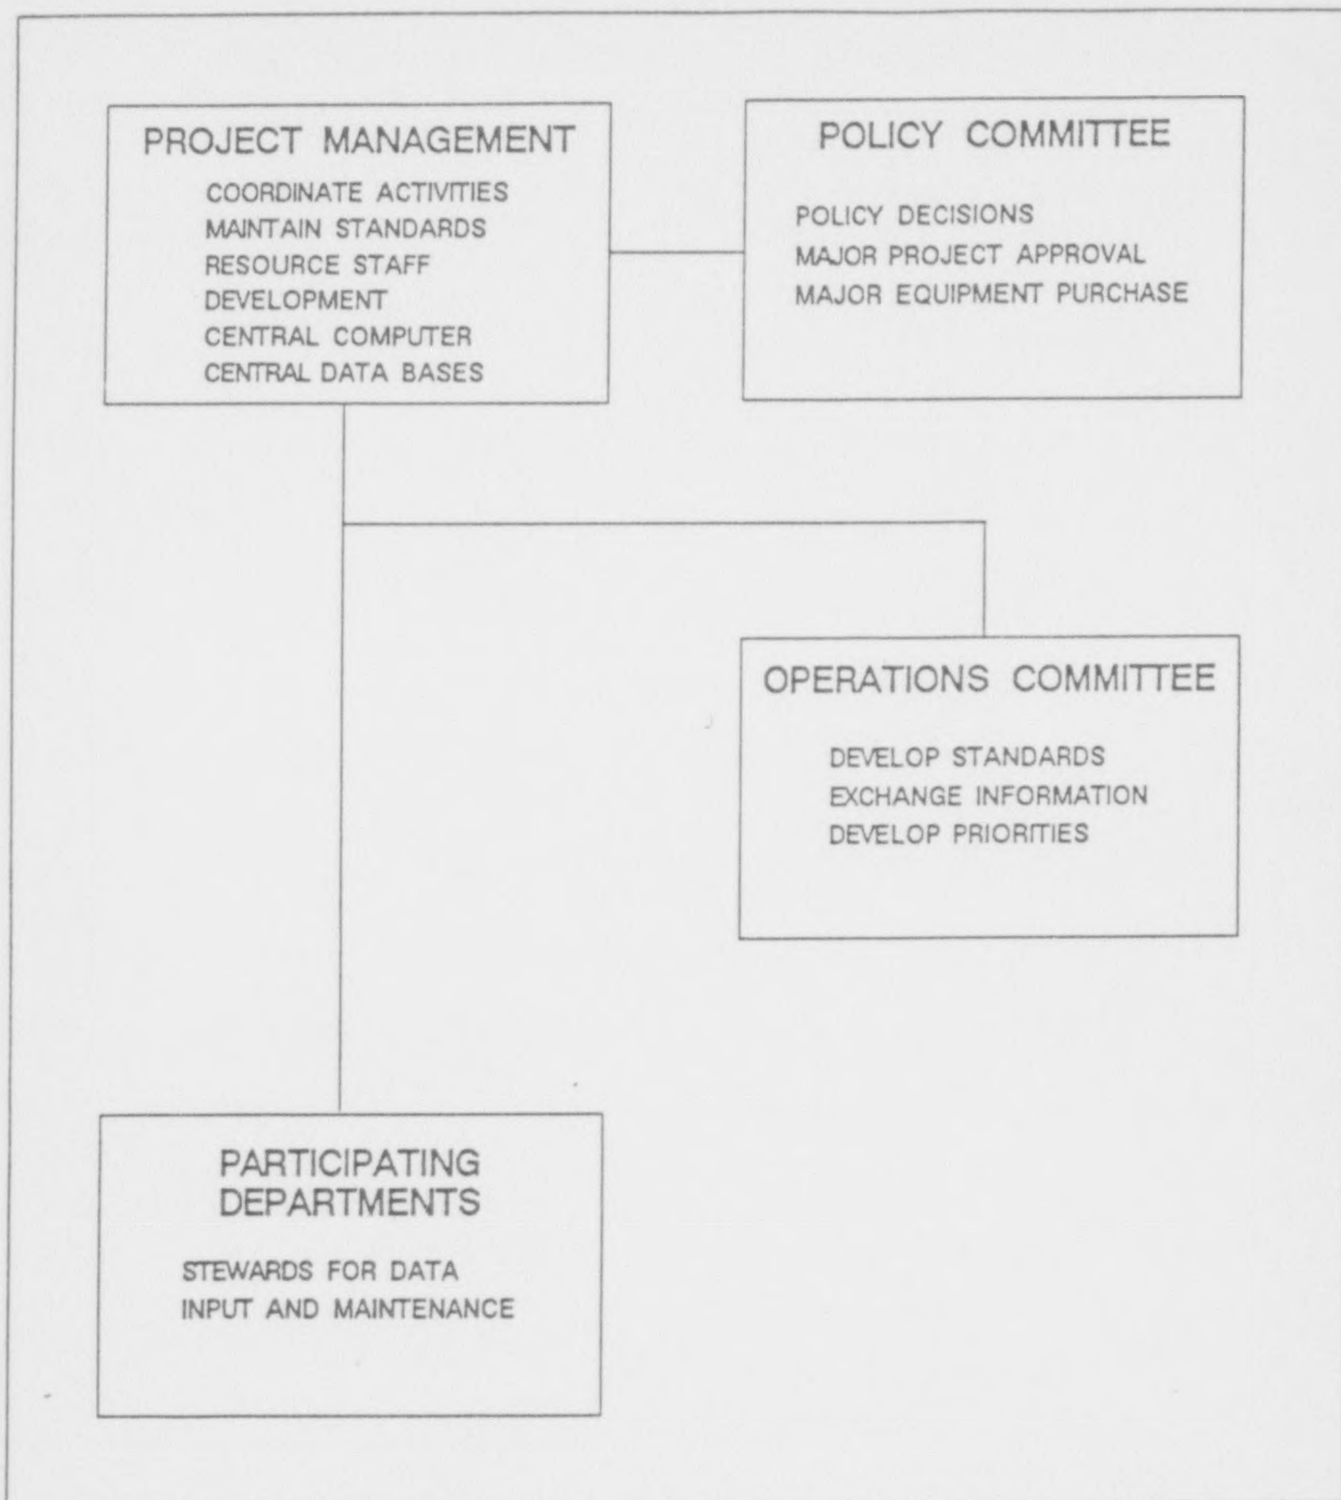 PROJECT MANAGEMENT
COORDINATE ACTIVITIES
MAINTAIN STANDARDS
RESOURCE STAFF
DEVELOPMENT
CENTRAL COMPUTER
CENTRAL DATA BASES
POLICY COMMITTEE
POLICY DECISIONS
MAJOR PROJECT APPROVAL
MAJOR EQUIPMENT PURCHASE
OPERATIONS COMMITTEE
DEVELOP STANDARDS
EXCHANGE INFORMATION
DEVELOP PRIORITIES
PARTICIPATING
DEPARTMENTS
STEWARDS FOR DATA
INPUT AND MAINTENANCE